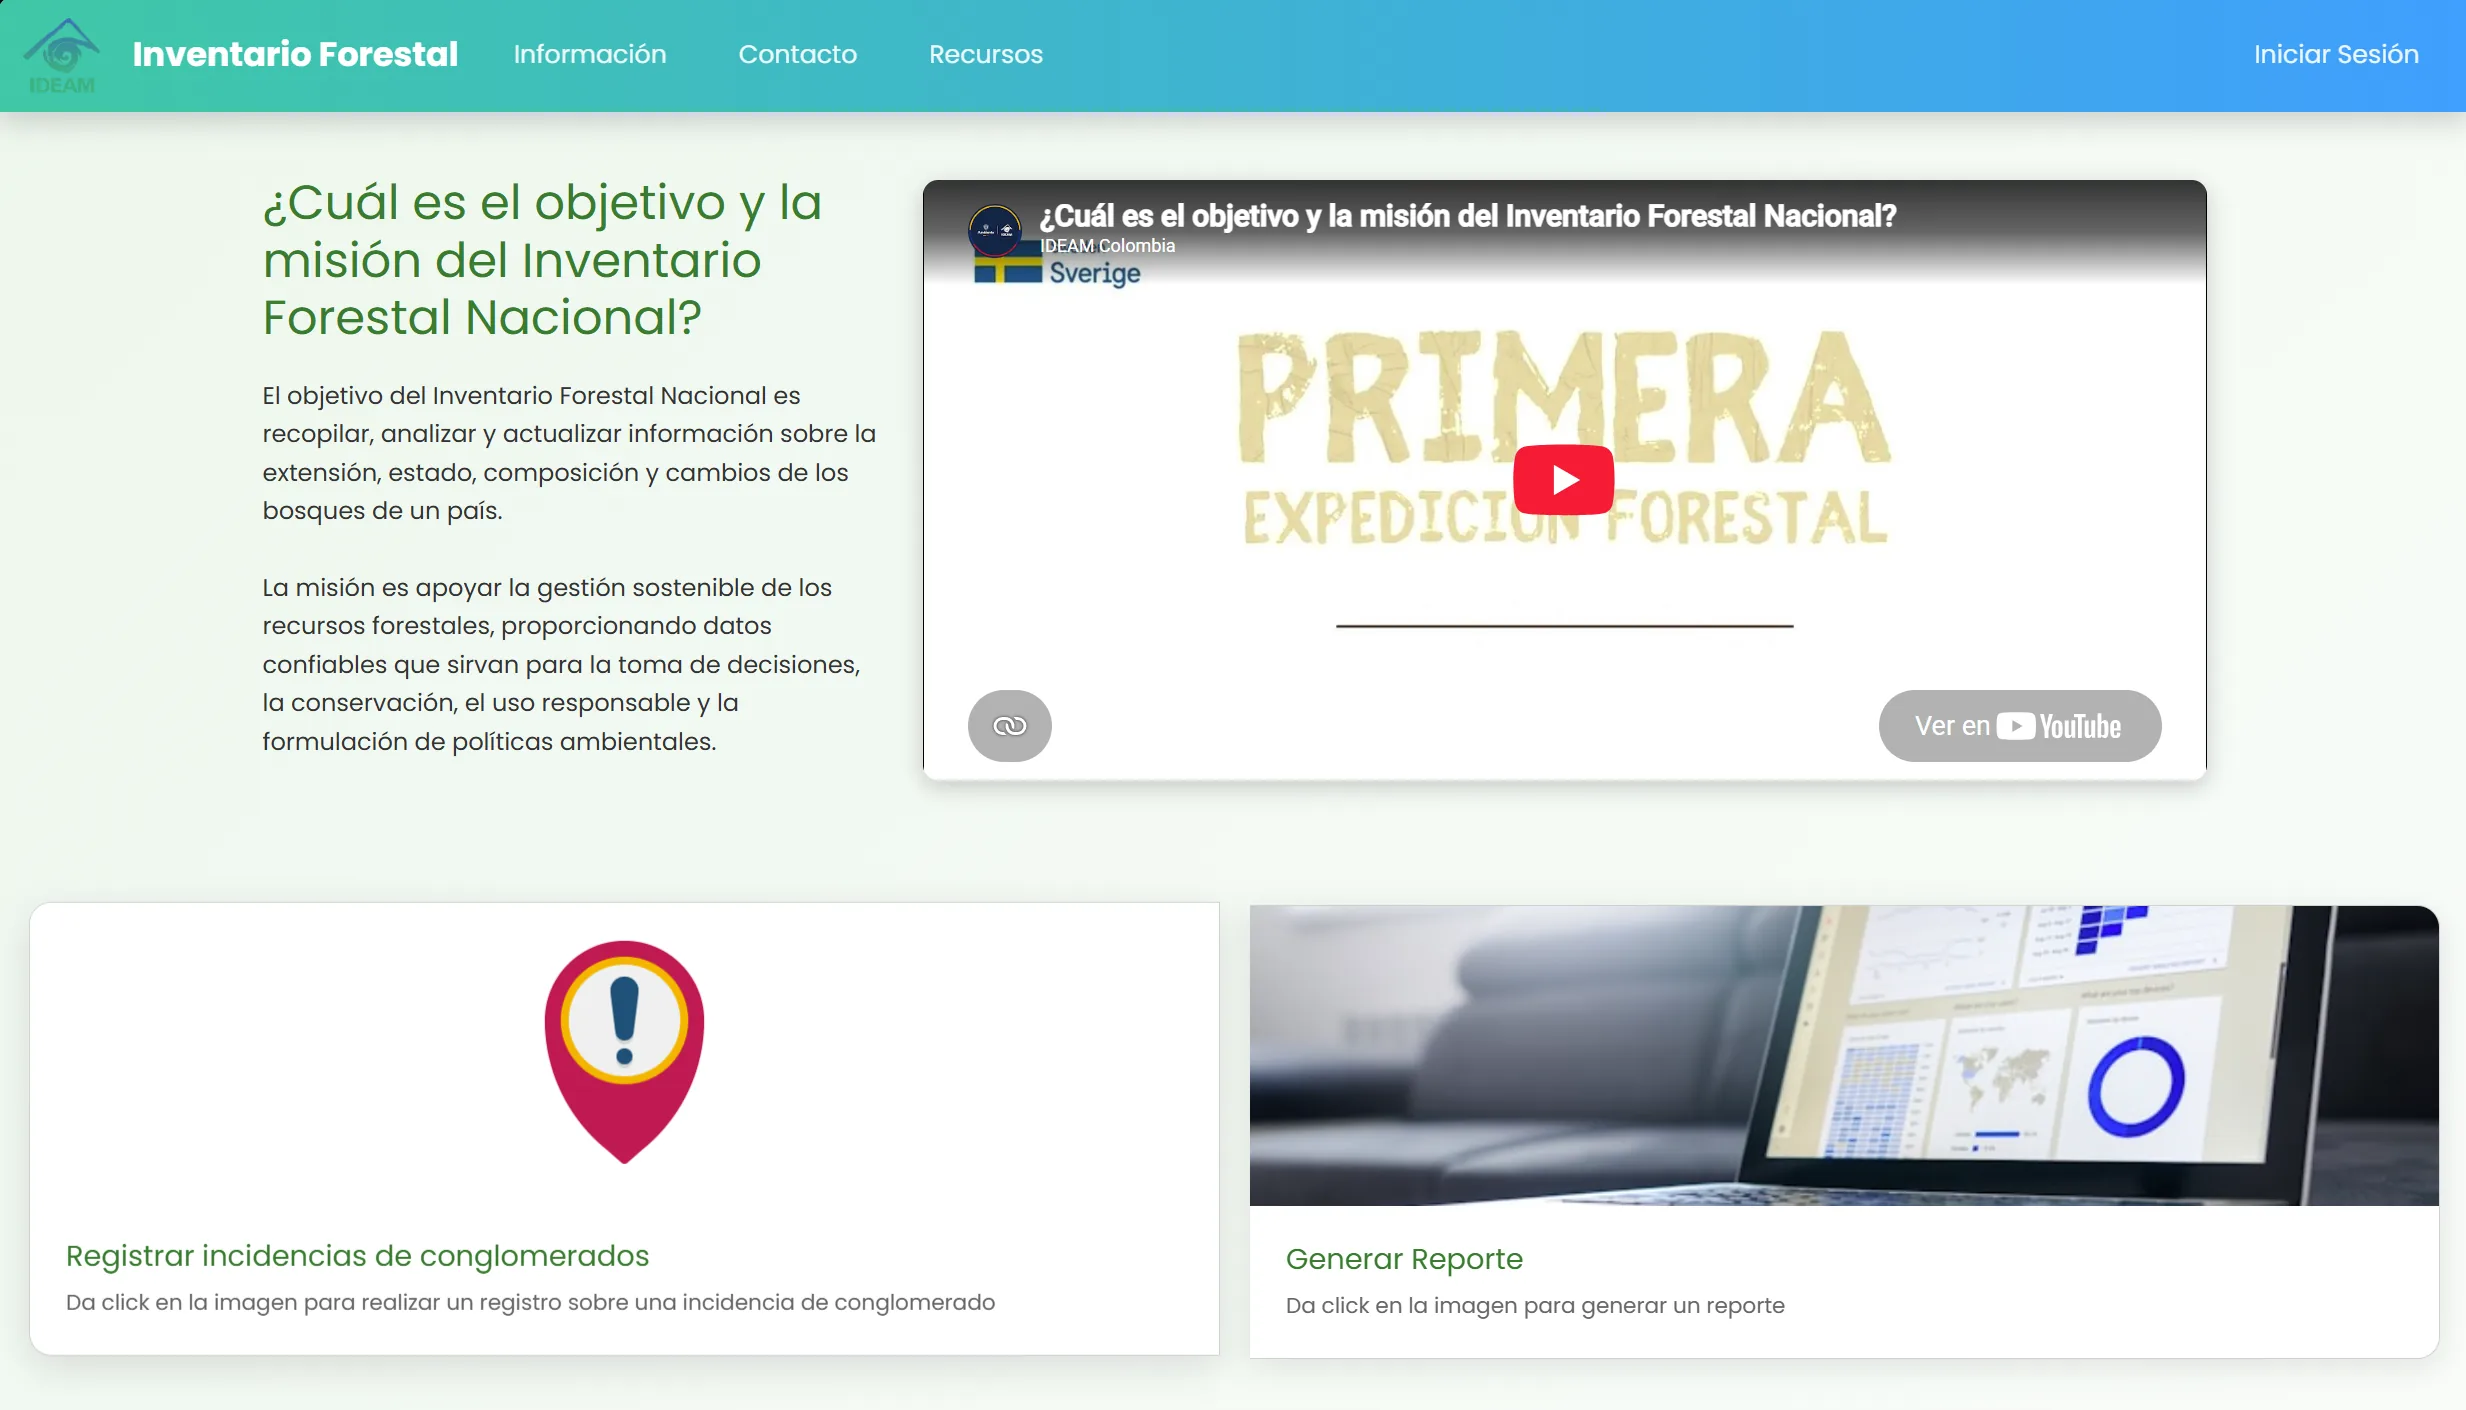 IDEAM
Inventario Forestal
Información
Contacto
Recursos
Iniciar Sesión
¿Cuál es el objetivo y la
misión del Inventario
Forestal Nacional?
El objetivo del Inventario Forestal Nacional es
recopilar, analizar y actualizar información sobre la
extensión, estado, composición y cambios de los
bosques de un país.
La misión es apoyar la gestión sostenible de los
recursos forestales, proporcionando datos
confiables que sirvan para la toma de decisiones,
la conservación, el uso responsable y la
formulación de políticas ambientales.
¿Cuál es el objetivo y la misión del Inventario Forestal Nacional?
IDEAM Colombia
Sverige
PRIMERA
EXPEDICIÓN FORESTAL
Ver en YouTube
Registrar incidencias de conglomerados
Da click en la imagen para realizar un registro sobre una incidencia de conglomerado
Generar Reporte
Da click en la imagen para generar un reporte